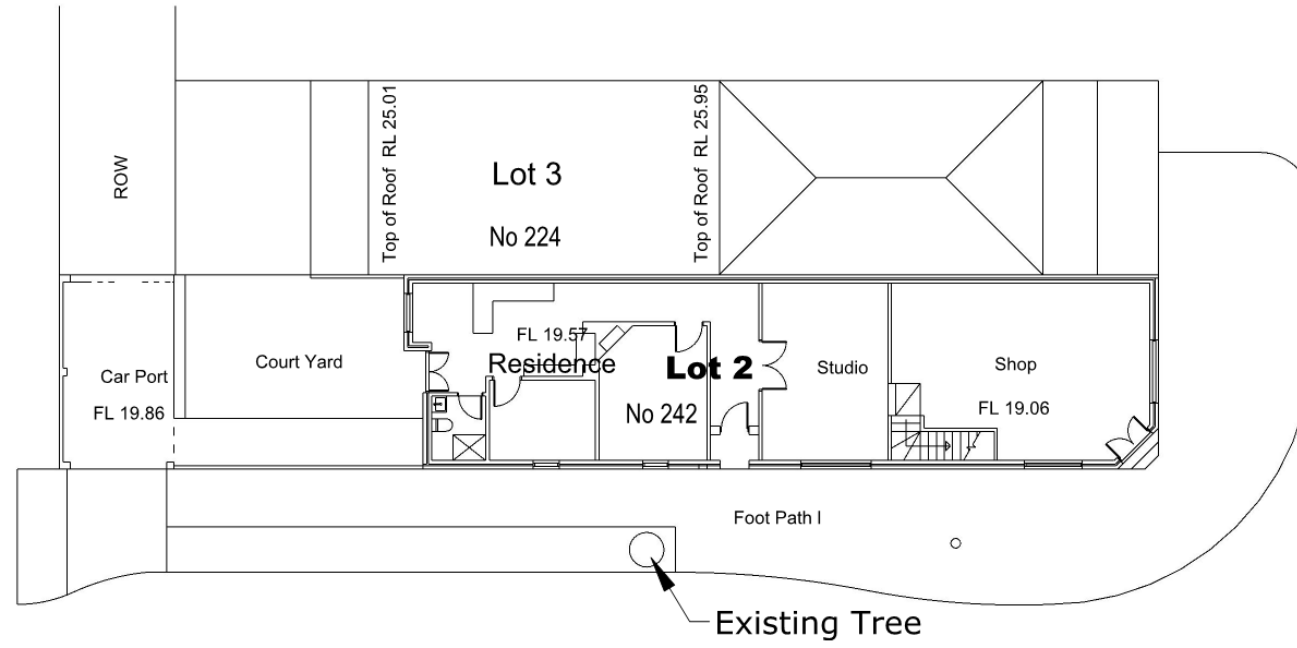 ROW
Top of Roof RL 25.01
Lot 3
No 224
Top of Roof RL 25.95
Car Port
FL 19.86
Court Yard
FL 19.57
Residence
Lot 2
No 242
Studio
Shop
FL 19.06
Foot Path l
Existing Tree